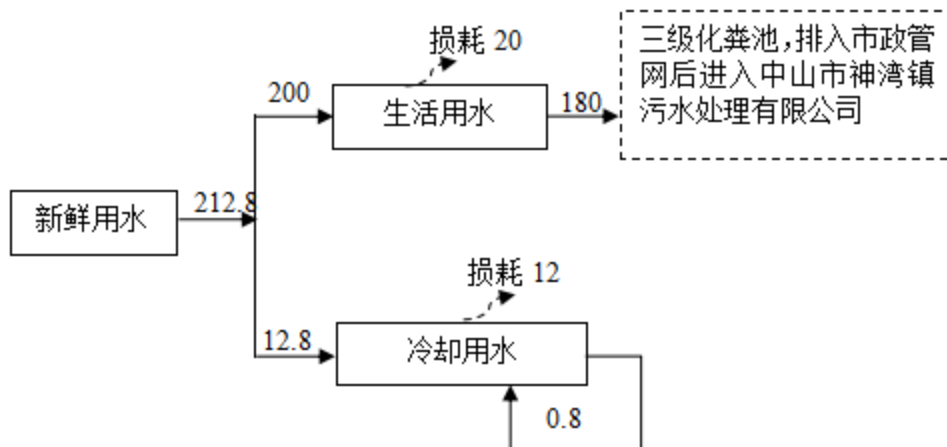 损耗 20
三级化粪池,排入市政管
网后进入中山市神湾镇
污水处理有限公司
200
生活用水
180
新鲜用水
212.8
损耗 12
12.8
冷却用水
0.8